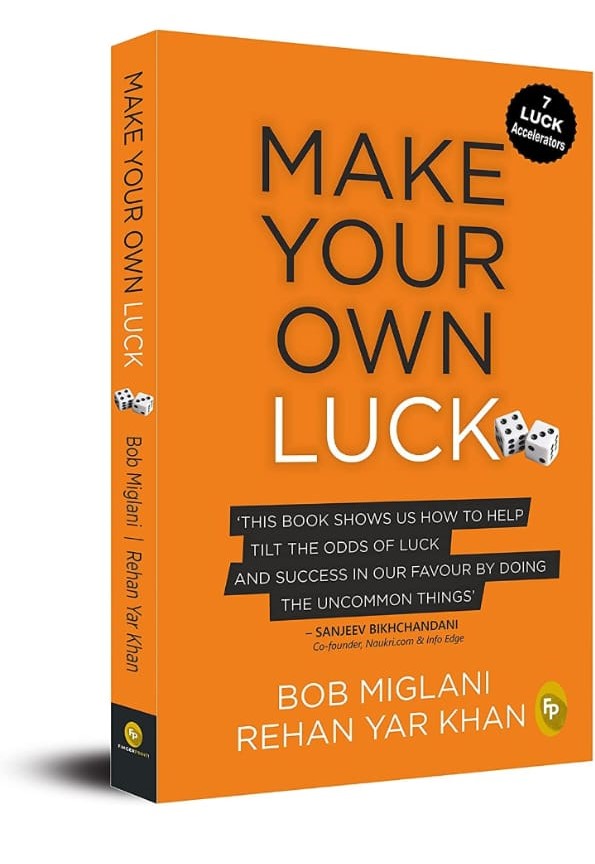 MAKE YOUR OWN LUCK
Bob Miglani | Rehan Yar Khan
FP
FINGERPRINT
7
LUCK
Accelerators
MAKE
YOUR
OWN
LUCK
‘THIS BOOK SHOWS US HOW TO HELP
TILT THE ODDS OF LUCK
AND SUCCESS IN OUR FAVOUR BY DOING
THE UNCOMMON THINGS’
– SANJEEV BIKHCHANDANI
Co-founder, Naukri.com & Info Edge
BOB MIGLANI
REHAN YAR KHAN
FP